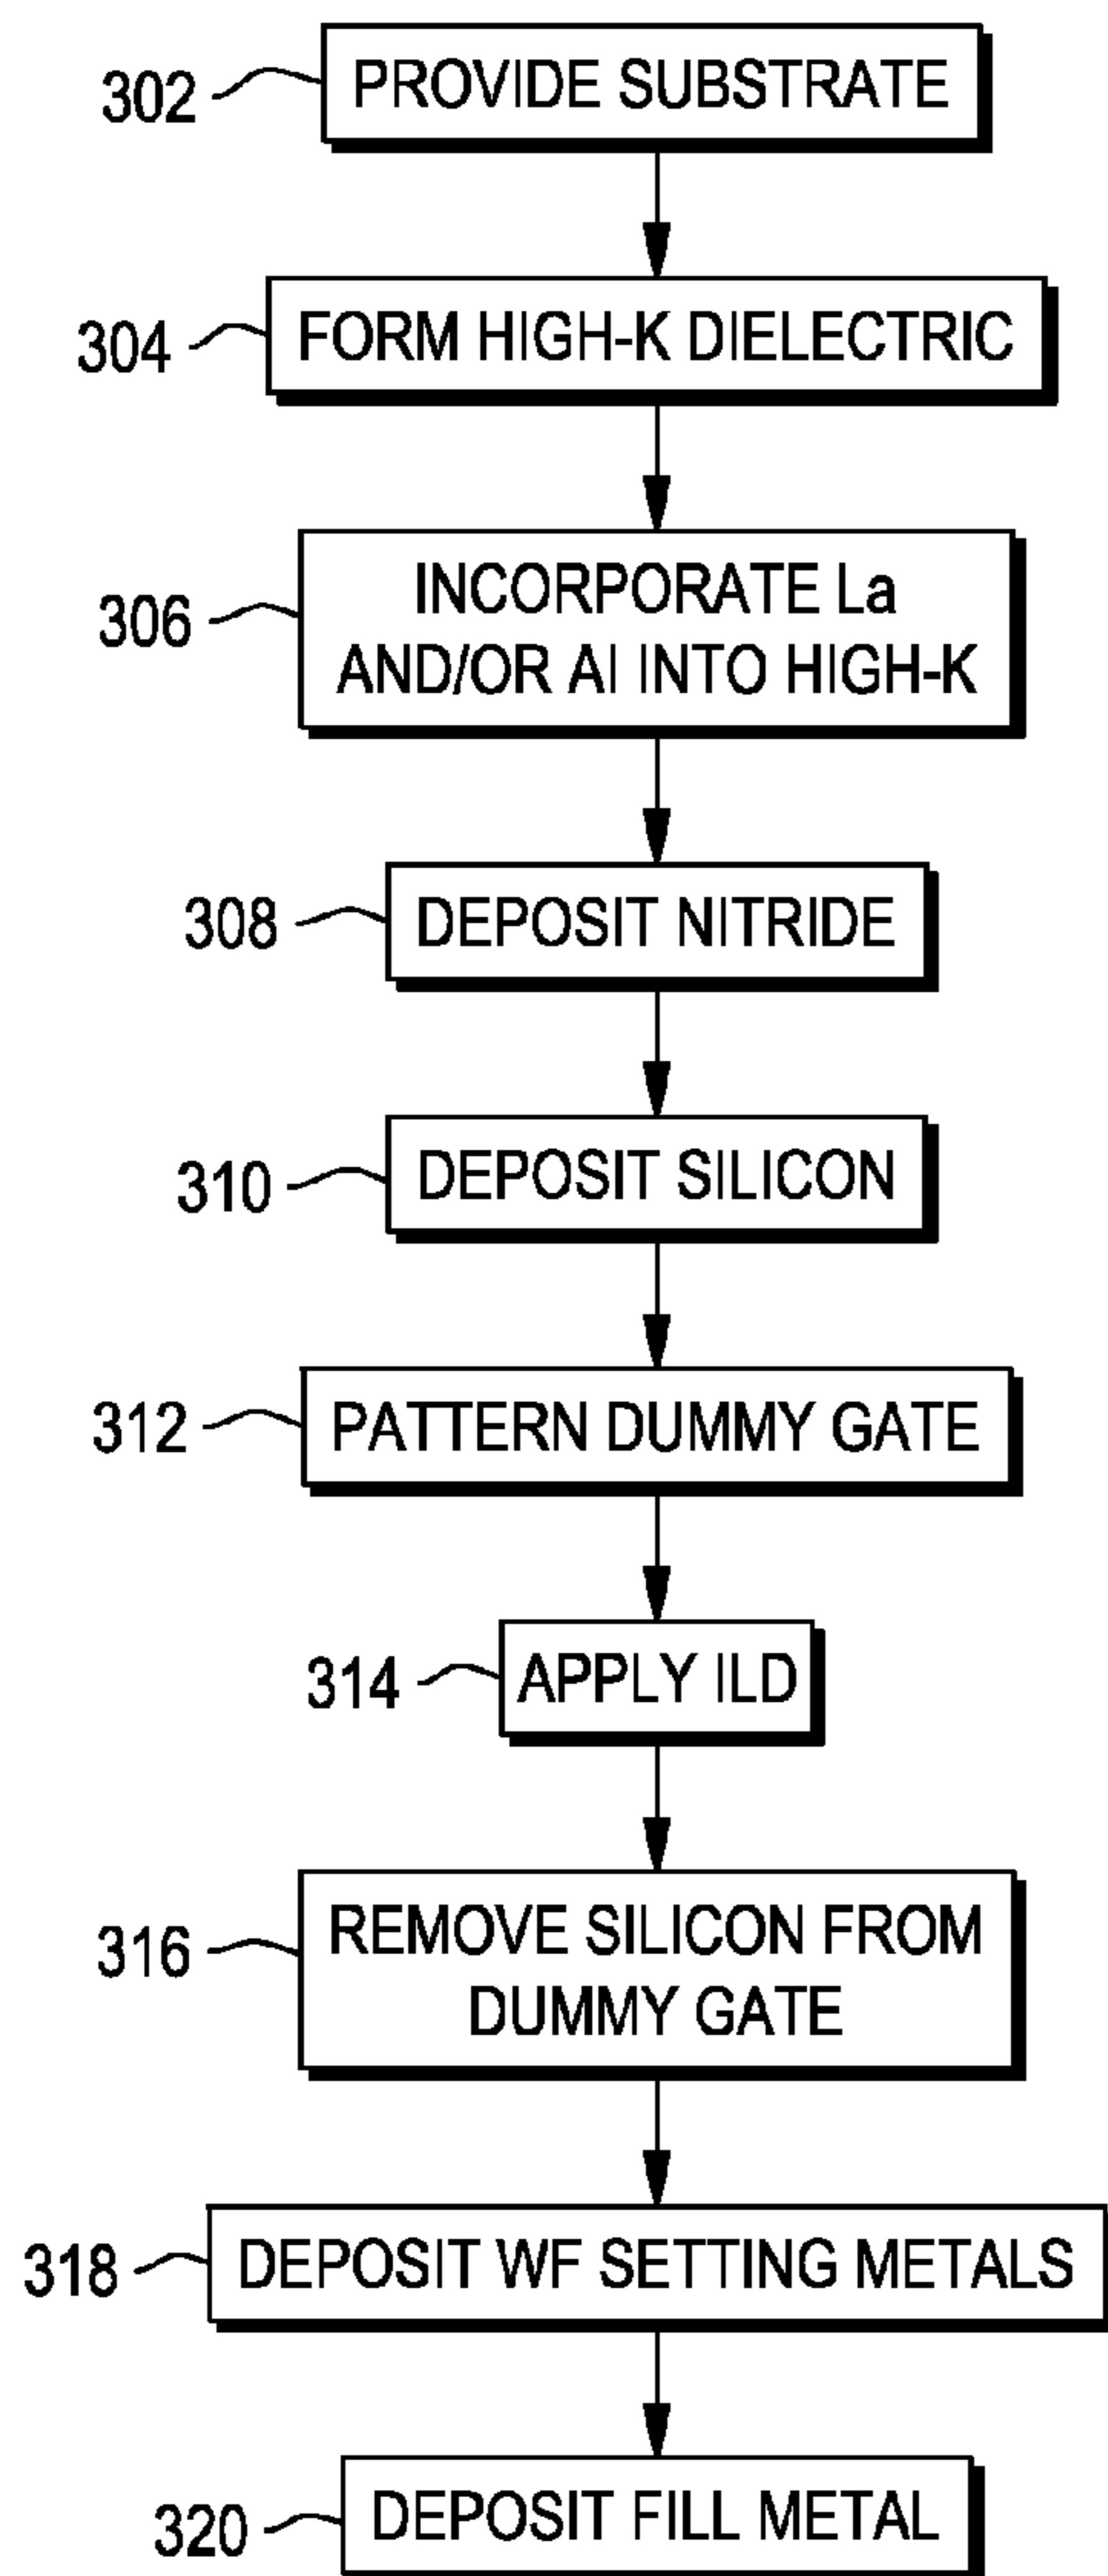 302
PROVIDE SUBSTRATE
304
FORM HIGH-K DIELECTRIC
306
INCORPORATE La
AND/OR Al INTO HIGH-K
308
DEPOSIT NITRIDE
310
DEPOSIT SILICON
312
PATTERN DUMMY GATE
314
APPLY ILD
316
REMOVE SILICON FROM
DUMMY GATE
318
DEPOSIT WF SETTING METALS
320
DEPOSIT FILL METAL